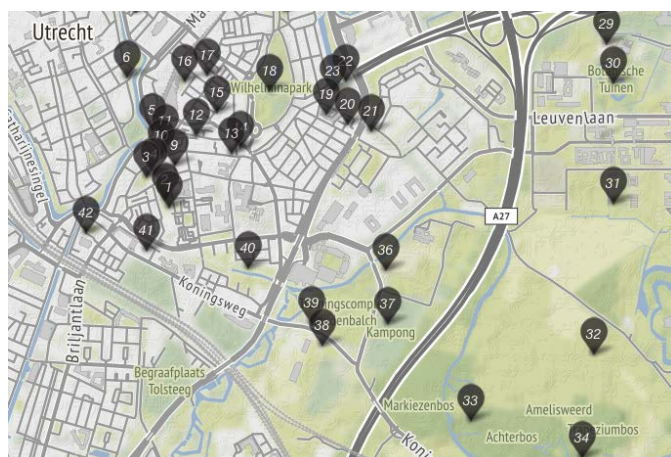 29
Utrecht
17
6
16
22
30
18
23
Botanische
Tuinen
Wilhelminapark
15
19
20
5
21
12
11
Leuvenlaan
13
10
9
3
Catharijnesingel
31
1
42
A27
41
40
36
Koningsweg
39
37
38
Kampong
32
Briljantlaan
Begraafplaats
Tolsteeg
33
Markiezenbos
Amelisweerd
34
Achterbos